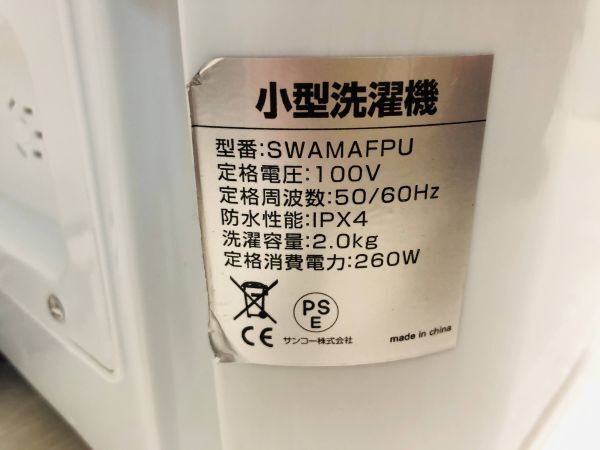 小型洗濯機
型番:SWAMAFPU
定格電圧:100V
定格周波数:50/60Hz
防水性能:IPX4
洗濯容量:2.0kg
定格消費電力:260W
CE
PS
E
サンコー株式会社
made in china